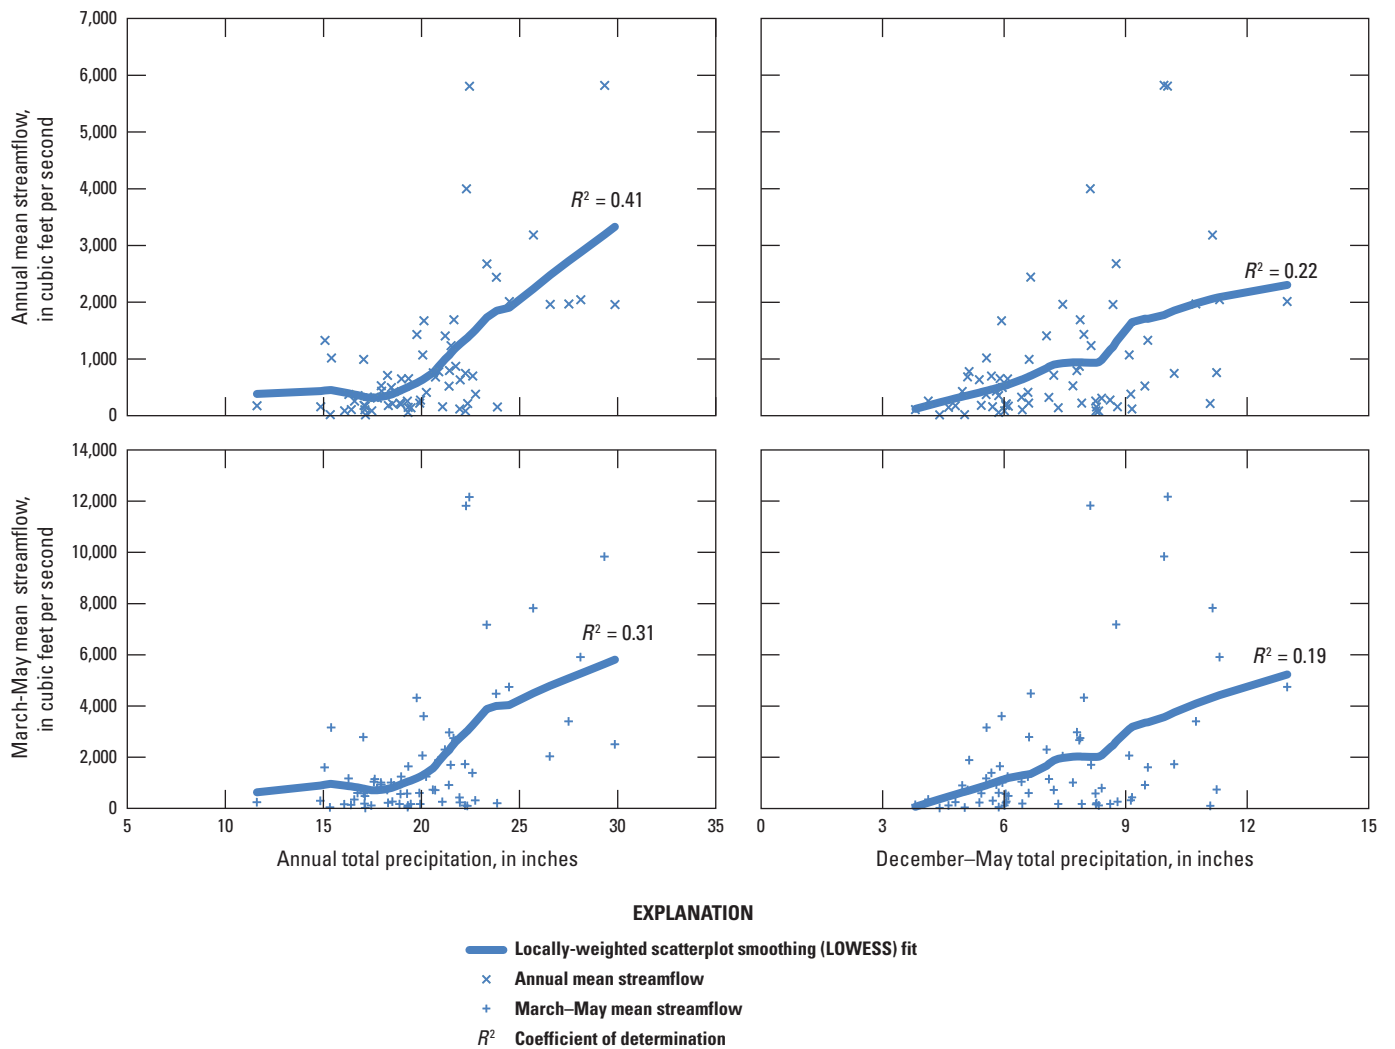 7,000
6,000
5,000
4,000
3,000
2,000
1,000
0
Annual mean streamflow,
in cubic feet per second
R² = 0.41
R² = 0.22
14,000
12,000
10,000
8,000
6,000
4,000
2,000
0
March-May mean streamflow,
in cubic feet per second
R² = 0.31
R² = 0.19
5 15 20 25 30 35
0 3 6 9 12 15
Annual total precipitation, in inches
December–May total precipitation, in inches
EXPLANATION
Locally-weighted scatterplot smoothing (LOWESS) fit
Annual mean streamflow
March–May mean streamflow
R² Coefficient of determination